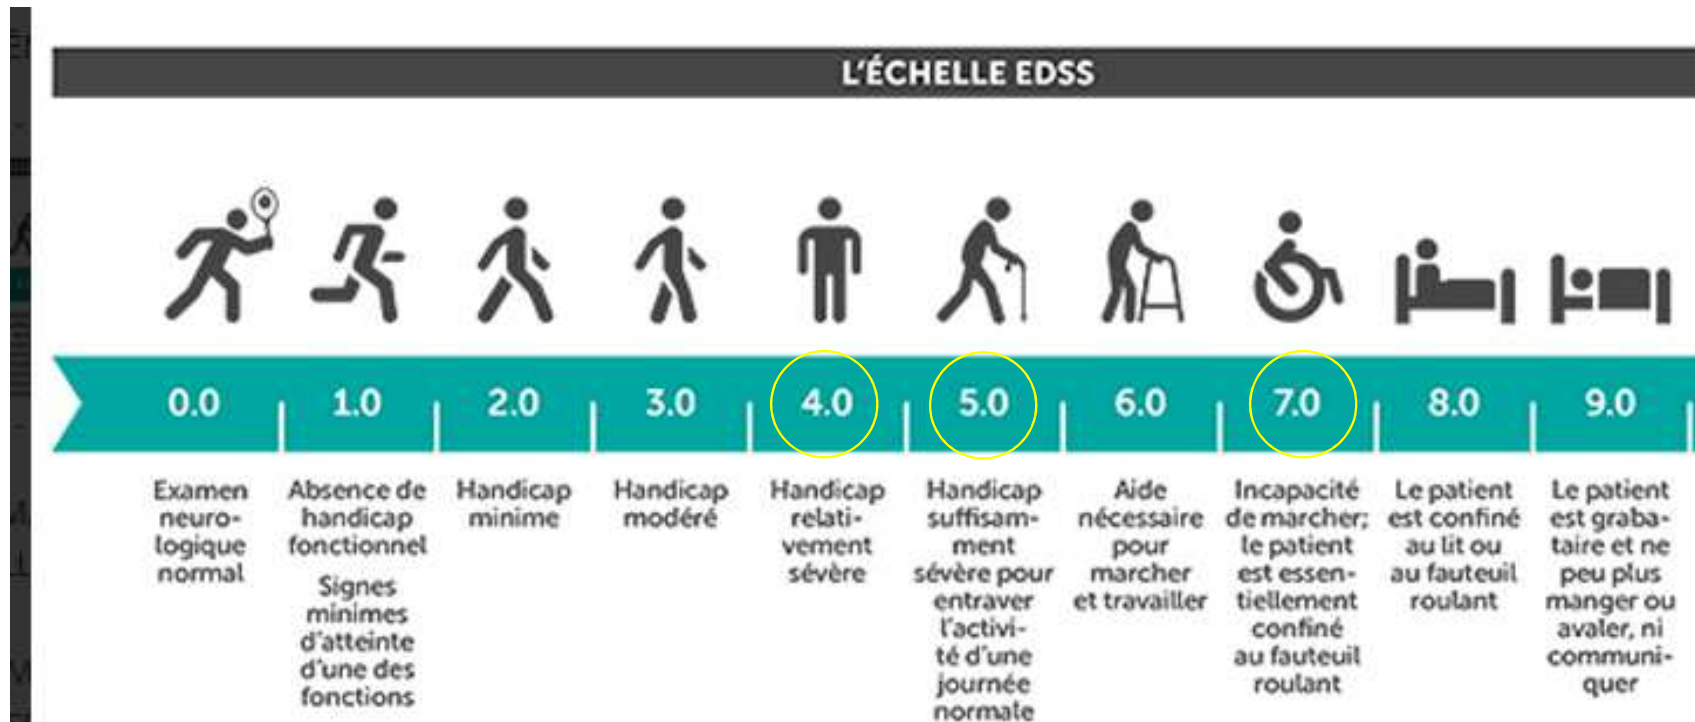 L'ÉCHELLE EDSS
0.0
1.0
2.0
3.0
4.0
5.0
6.0
7.0
8.0
9.0
Examen
neuro-
logique
normal
Absence de
handicap
fonctionnel
Signes
minimes
d'atteinte
d'une des
fonctions
Handicap
minime
Handicap
modéré
Handicap
relati-
vement
sévère
Handicap
suffisam-
ment
sévère pour
entraver
l'activi-
té d'une
journée
normale
Aide
nécessaire
pour
marcher
et travailler
Incapacité
de marcher;
le patient
est essen-
tiellement
confiné
au fauteuil
roulant
Le patient
est confiné
au lit ou
au fauteuil
roulant
Le patient
est graba-
taire et ne
peu plus
manger ou
avaler, ni
communi-
quer